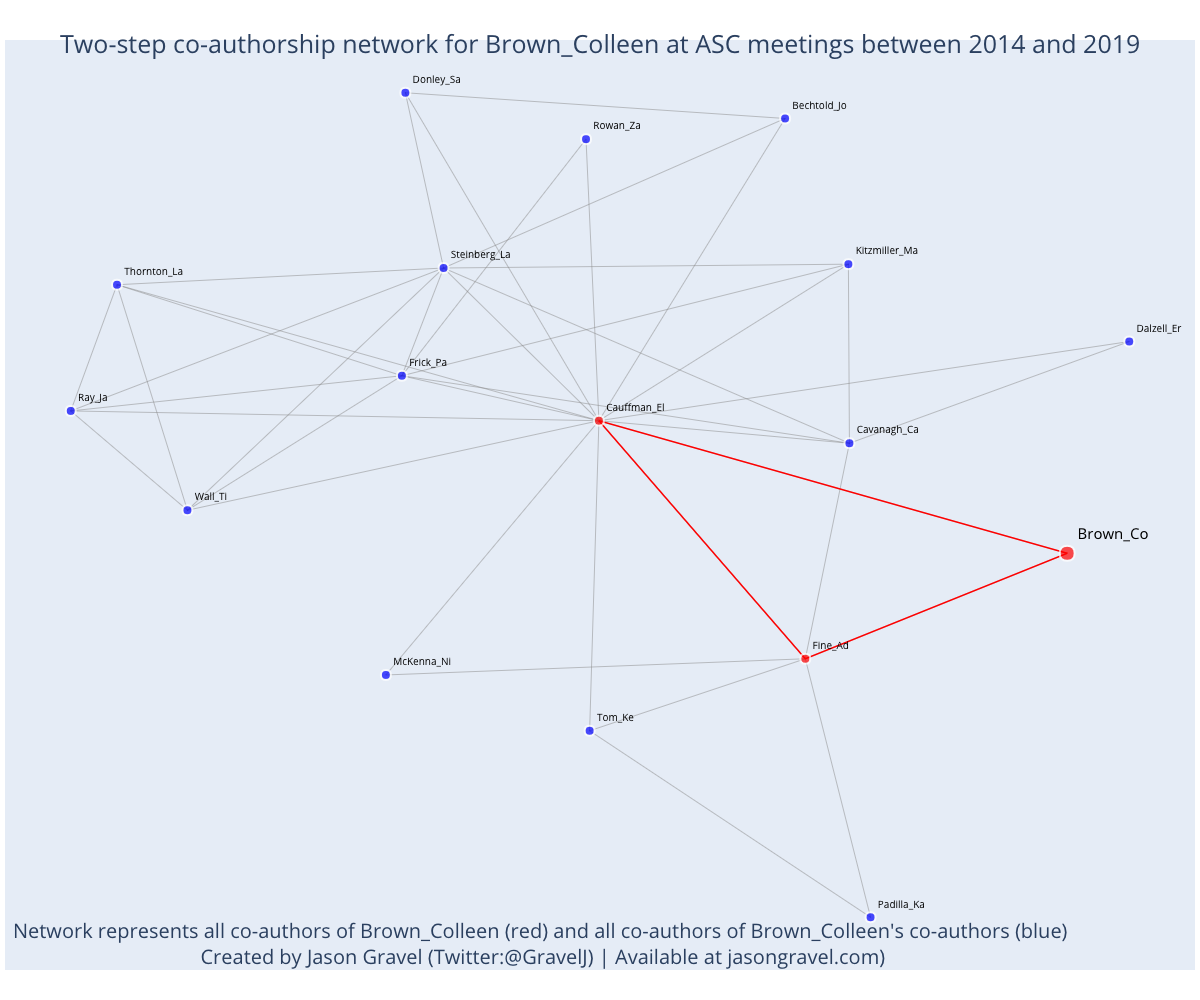 Two-step co-authorship network for Brown_Colleen at ASC meetings between 2014 and 2019
Donley_Sa
Bechtold_Jo
Rowan_Za
Steinberg_La
Kitzmiller_Ma
Thornton_La
Dalzell_Er
Frick_Pa
Ray_Ja
Cauffman_El
Cavanagh_Ca
Wall_Ti
Brown_Co
Fine_Ad
McKenna_Ni
Tom_Ke
Padilla_Ka
Network represents all co-authors of Brown_Colleen (red) and all co-authors of Brown_Colleen's co-authors (blue)
Created by Jason Gravel (Twitter:@GravelJ) | Available at jasongravel.com)